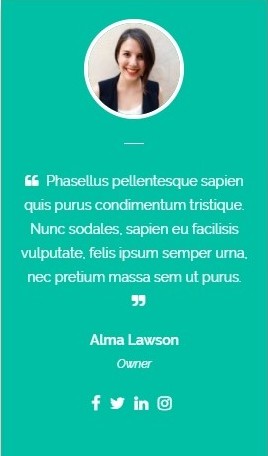 “ Phasellus pellentesque sapien
quis purus condimentum tristique.
Nunc sodales, sapien eu facilisis
vulputate, felis ipsum semper urna,
nec pretium massa sem ut purus.
”
Alma Lawson
Owner